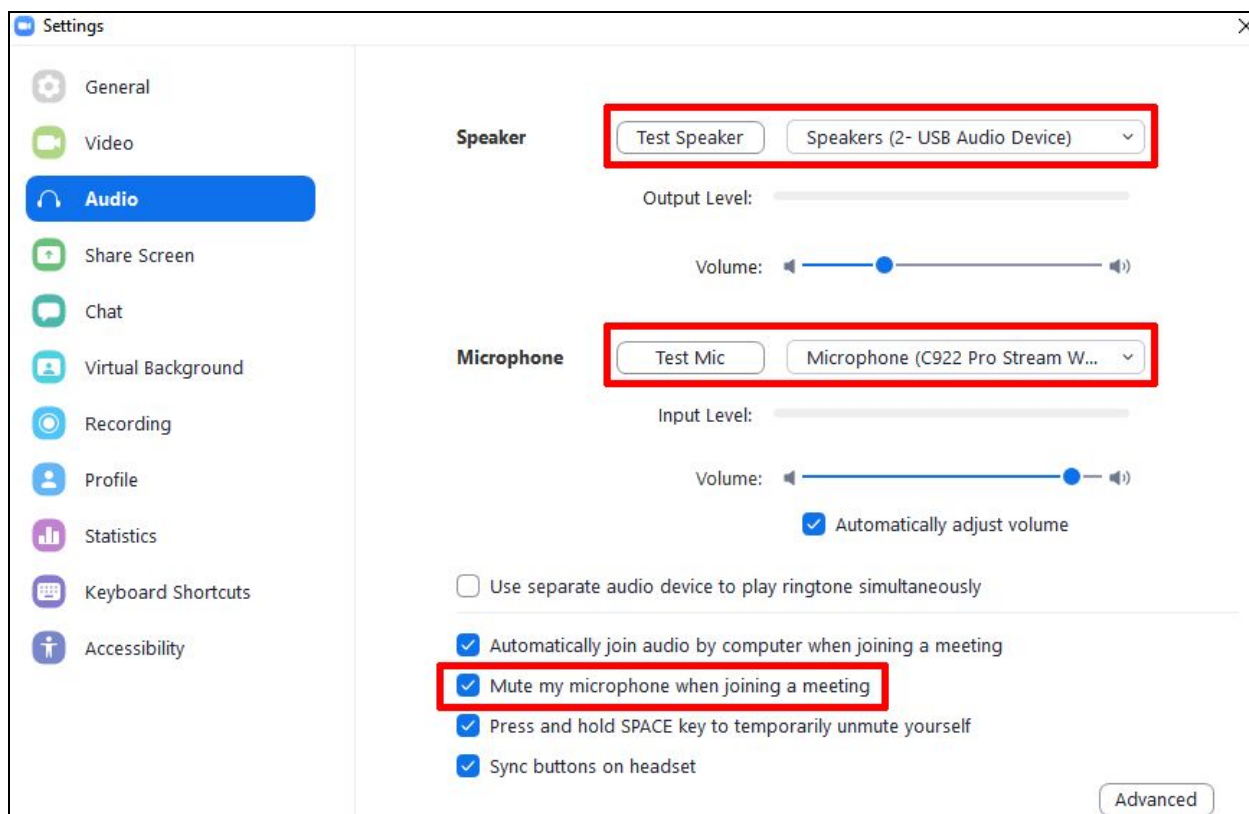 Settings
General
Video
Audio
Share Screen
Chat
Virtual Background
Recording
Profile
Statistics
Keyboard Shortcuts
Accessibility
Speaker Test Speaker Speakers (2- USB Audio Device)
Output Level:
Volume:
Microphone Test Mic Microphone (C922 Pro Stream W...
Input Level:
Volume:
Automatically adjust volume
Use separate audio device to play ringtone simultaneously
Automatically join audio by computer when joining a meeting
Mute my microphone when joining a meeting
Press and hold SPACE key to temporarily unmute yourself
Sync buttons on headset
Advanced